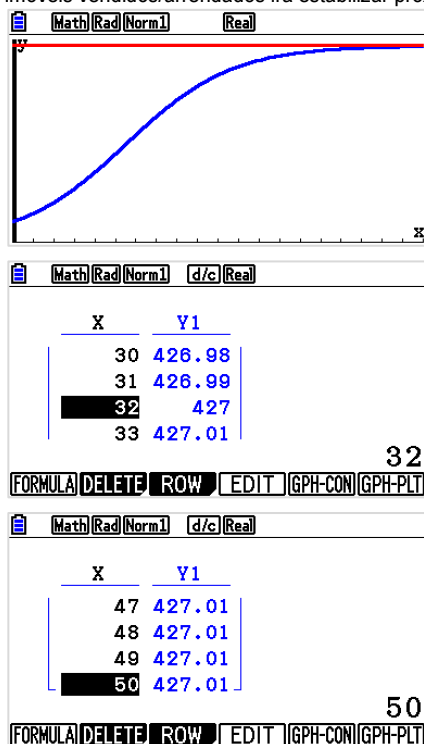 imóveis vendidos/arrendados irá estabilizar pro
Math Rad Norm1 Real
y
x
Math Rad Norm1 d/c Real
X Y1
30 426.98
31 426.99
32 427
33 427.01
32
FORMULA DELETE ROW EDIT GPH-CON GPH-PLT
Math Rad Norm1 d/c Real
X Y1
47 427.01
48 427.01
49 427.01
50 427.01
50
FORMULA DELETE ROW EDIT GPH-CON GPH-PLT